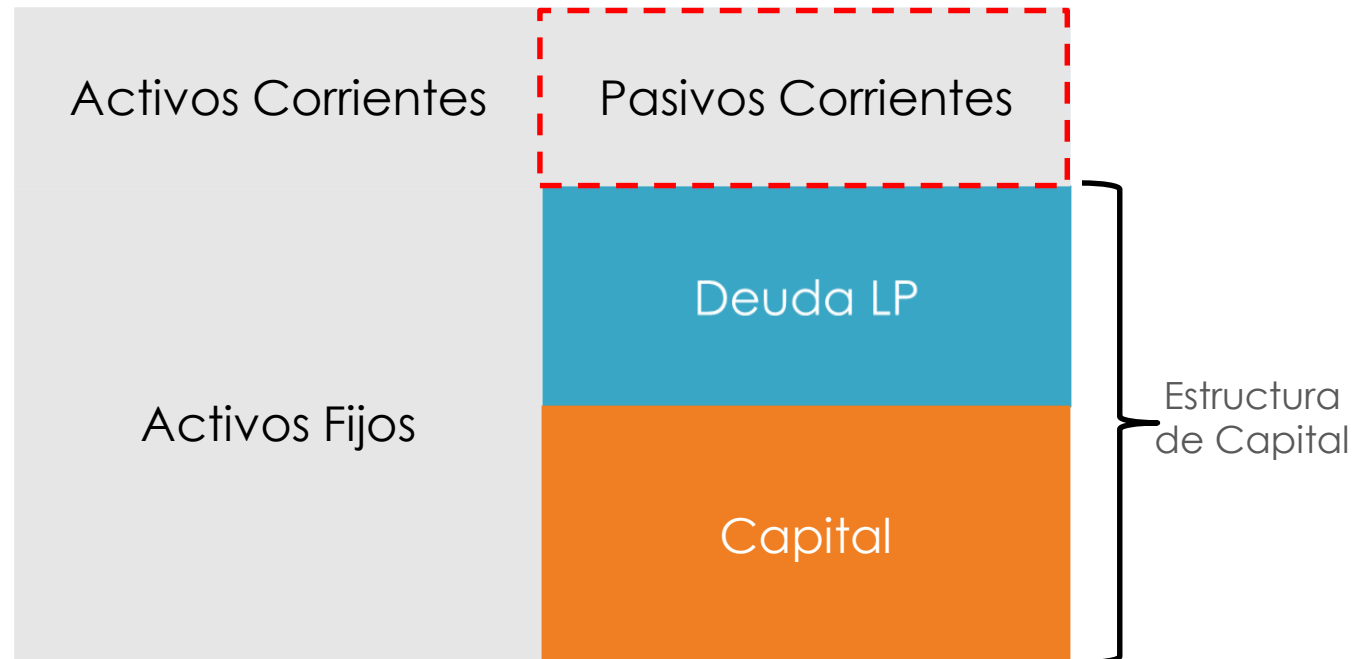 Activos Corrientes
Pasivos Corrientes
Deuda LP
Activos Fijos
Capital
Estructura
de Capital